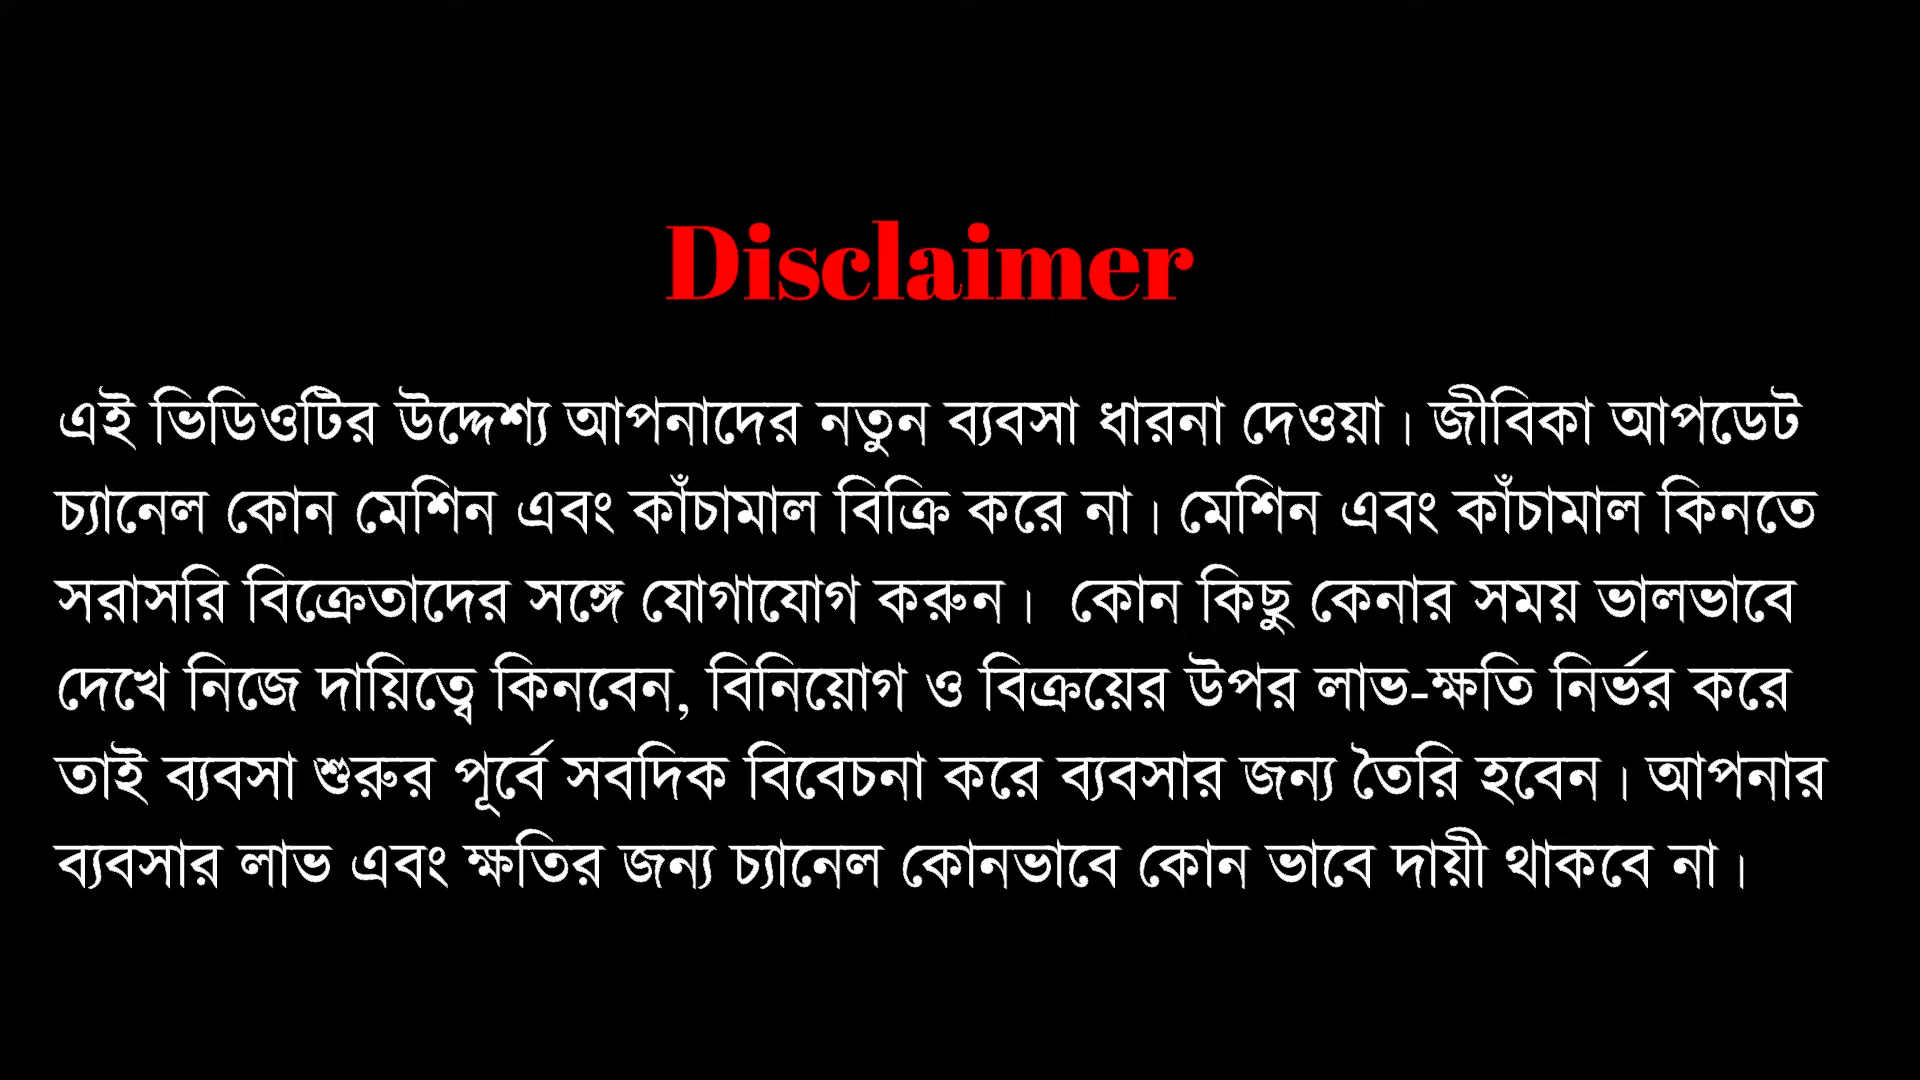 Disclaimer
এই ভিডিওটির উদ্দেশ্য আপনাদের নতুন ব্যবসা ধারনা দেওয়া। জীবিকা আপডেট
চ্যানেল কোন মেশিন এবং কাঁচামাল বিক্রি করে না। মেশিন এবং কাঁচামাল কিনতে
সরাসরি বিক্রেতাদের সঙ্গে যোগাযোগ করুন। কোন কিছু কেনার সময় ভালভাবে
দেখে নিজে দায়িত্বে কিনবেন, বিনিয়োগ ও বিক্রয়ের উপর লাভ-ক্ষতি নির্ভর করে
তাই ব্যবসা শুরুর পূর্বে সবদিক বিবেচনা করে ব্যবসার জন্য তৈরি হবেন। আপনার
ব্যবসার লাভ এবং ক্ষতির জন্য চ্যানেল কোনভাবে কোন ভাবে দায়ী থাকবে না।